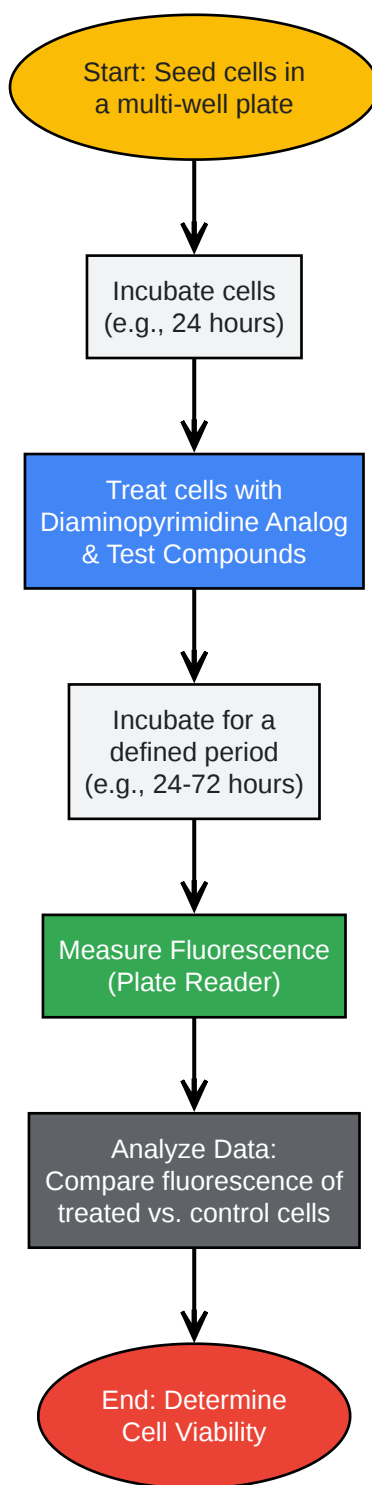 Start: Seed cells in
a multi-well plate
Incubate cells
(e.g., 24 hours)
Treat cells with
Diaminopyrimidine Analog
& Test Compounds
Incubate for a
defined period
(e.g., 24-72 hours)
Measure Fluorescence
(Plate Reader)
Analyze Data:
Compare fluorescence of
treated vs. control cells
End: Determine
Cell Viability